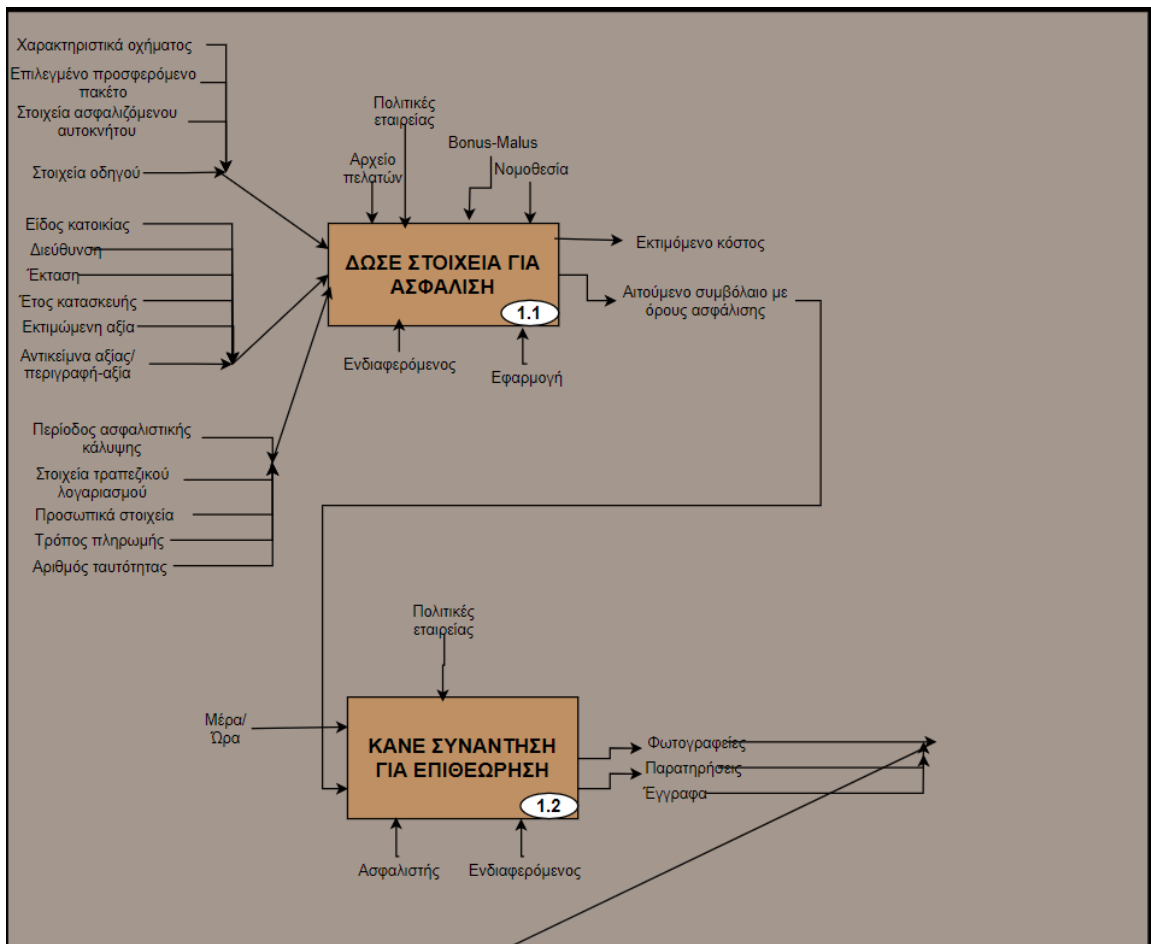 Χαρακτηριστικά οχήματος
Επιλεγμένο προσφερόμενο
πακέτο
Στοιχεία ασφαλιζόμενου
αυτοκνήτου
Στοιχεία οδηγού
Πολιτικές
εταιρείας
Αρχείο
πελατών
Bonus-Malus
Νομοθεσία
Είδος κατοικίας
Διεύθυνση
Έκταση
Έτος κατασκευής
Εκτιμώμενη αξία
Αντικείμνα αξίας/
περιγραφή-αξία
ΔΩΣΕ ΣΤΟΙΧΕΙΑ ΓΙΑ
ΑΣΦΑΛΙΣΗ
1.1
Εκτιμόμενο κόστος
Αιτούμενο συμβόλαιο με
όρους ασφάλισης
Ενδιαφερόμενος
Εφαρμογή
Περίοδος ασφαλιστικής
κάλυψης
Στοιχεία τραπεζικού
λογαριασμού
Προσωπικά στοιχεία
Τρόπος πληρωμής
Αριθμός ταυτότητας
Πολιτικές
εταιρείας
Μέρα/
Ώρα
ΚΑΝΕ ΣΥΝΑΝΤΗΣΗ
ΓΙΑ ΕΠΙΘΕΩΡΗΣΗ
1.2
Φωτογραφείες
Παρατηρήσεις
Έγγραφα
Ασφαλιστής
Ενδιαφερόμενος